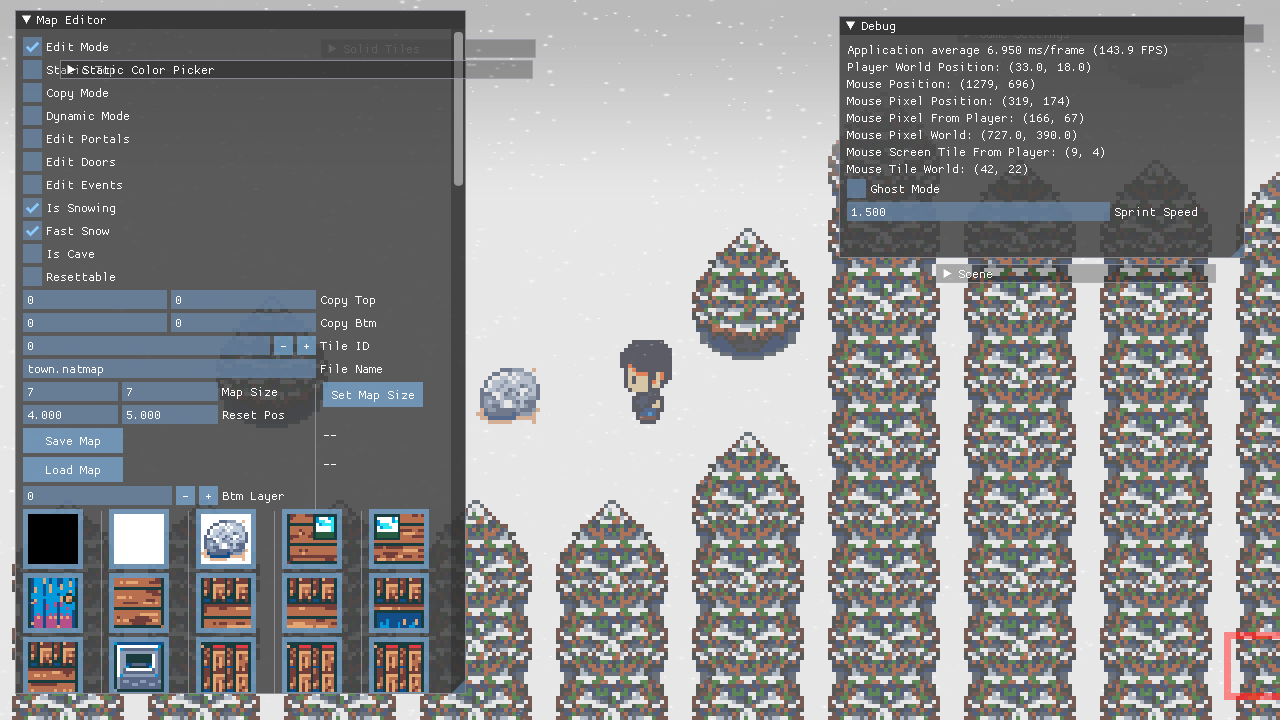 Map Editor
Edit Mode
Solid Tiles
Static Color Picker
Copy Mode
Dynamic Mode
Edit Portals
Edit Doors
Edit Events
Is Snowing
Fast Snow
Is Cave
Resettable
0 0 Copy Top
0 0 Copy Btm
0 - + Tile ID
town.natmap File Name
7 7 Map Size Set Map Size
4.000 5.000 Reset Pos
Save Map --
Load Map --
0 - + Btm Layer
Debug
Application average 6.950 ms/frame (143.9 FPS)
Player World Position: (33.0, 18.0)
Mouse Position: (1279, 696)
Mouse Pixel Position: (319, 174)
Mouse Pixel From Player: (166, 67)
Mouse Pixel World: (727.0, 390.0)
Mouse Screen Tile From Player: (9, 4)
Mouse Tile World: (42, 22)
Ghost Mode
1.500 Sprint Speed
Scene